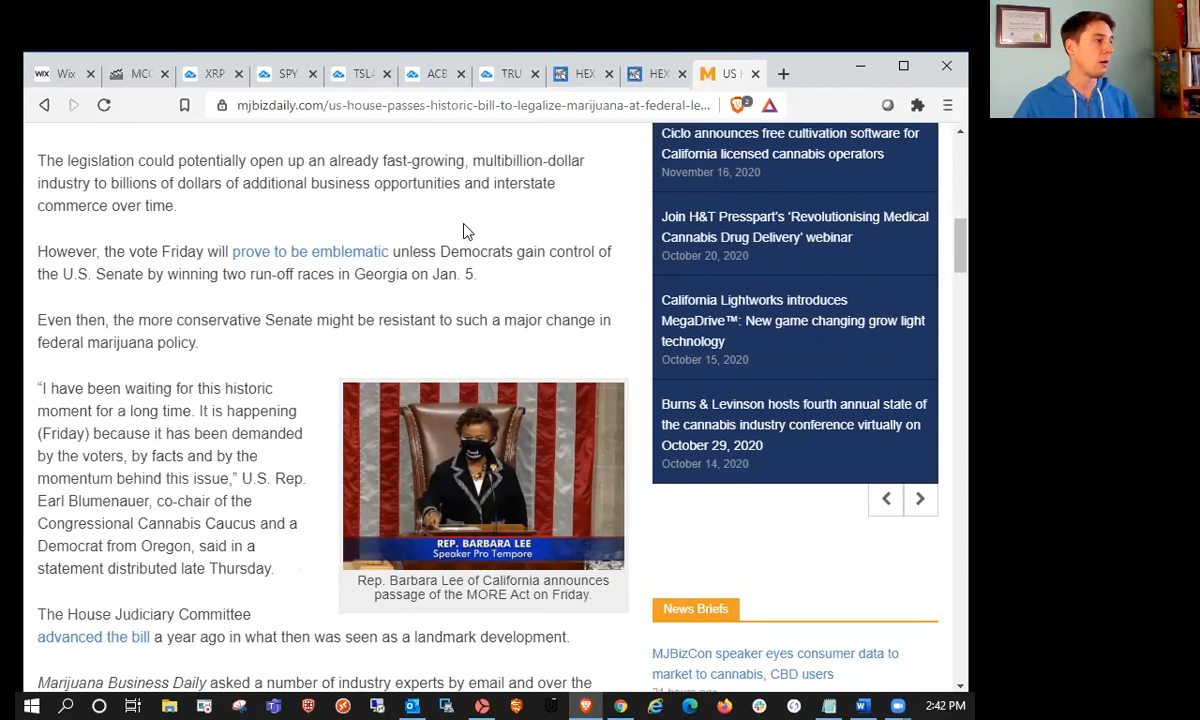 WIX Wix
MCC
XRP
SPY
TSLA
ACB
TRU
HEX
HEX
M US H
mjbizdaily.com/us-house-passes-historic-bill-to-legalize-marijuana-at-federal-le...
2
The legislation could potentially open up an already fast-growing, multibillion-dollar
industry to billions of dollars of additional business opportunities and interstate
commerce over time.
However, the vote Friday will prove to be emblematic unless Democrats gain control of
the U.S. Senate by winning two run-off races in Georgia on Jan. 5.
Even then, the more conservative Senate might be resistant to such a major change in
federal marijuana policy.
“I have been waiting for this historic
moment for a long time. It is happening
(Friday) because it has been demanded
by the voters, by facts and by the
momentum behind this issue,” U.S. Rep.
Earl Blumenauer, co-chair of the
Congressional Cannabis Caucus and a
Democrat from Oregon, said in a
statement distributed late Thursday.
REP. BARBARA LEE
Speaker Pro Tempore
Rep. Barbara Lee of California announces
passage of the MORE Act on Friday.
The House Judiciary Committee
advanced the bill a year ago in what then was seen as a landmark development.
Marijuana Business Daily asked a number of industry experts by email and over the
Ciclo announces free cultivation software for
California licensed cannabis operators
November 16, 2020
Join H&T Presspart’s ‘Revolutionising Medical
Cannabis Drug Delivery’ webinar
October 20, 2020
California Lightworks introduces
MegaDrive™: New game changing grow light
technology
October 15, 2020
Burns & Levinson hosts fourth annual state of
the cannabis industry conference virtually on
October 29, 2020
October 14, 2020
News Briefs
MJBizCon speaker eyes consumer data to
market to cannabis, CBD users
21 hours ago
2:42 PM